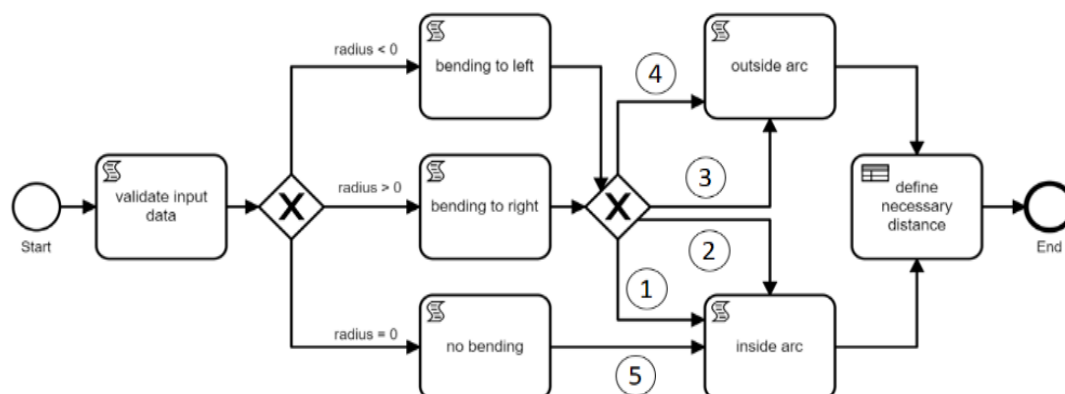 radius < 0
bending to left
4
outside arc
3
validate input
data
radius > 0
bending to right
define
necessary
distance
Start
End
2
1
radius = 0
no bending
5
inside arc